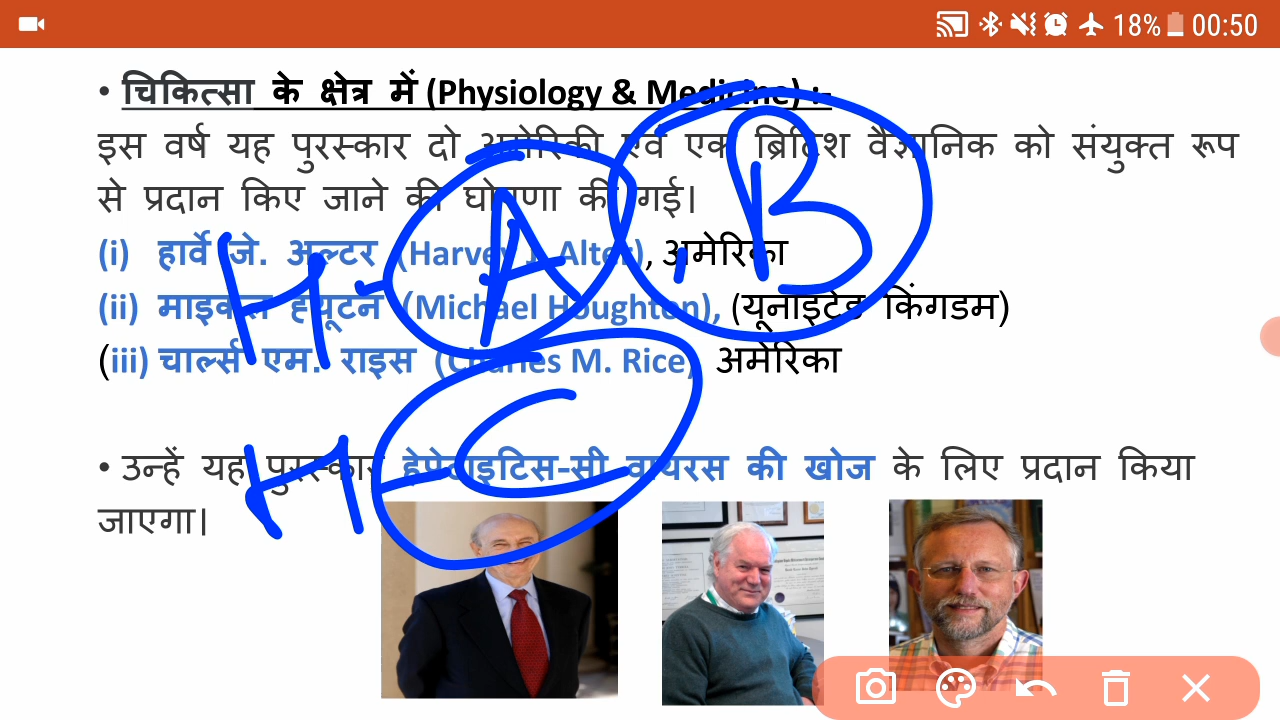 18% 00:50
• चिकित्सा के क्षेत्र में (Physiology & Medicine) :-
इस वर्ष यह पुरस्कार दो अमेरिकी एवं एक ब्रिटिश वैज्ञानिक को संयुक्त रूप
से प्रदान किए जाने की घोषणा की गई।
(i) हार्वे जे. अल्टर (Harvey J. Alter), अमेरिका
(ii) माइकल ह्यूटन (Michael Houghton), (यूनाइटेड किंगडम)
(iii) चार्ल्स एम. राइस (Charles M. Rice) अमेरिका
H-A, B
H-C
• उन्हें यह पुरस्कार हेपेटाइटिस-सी वायरस की खोज के लिए प्रदान किया
जाएगा।